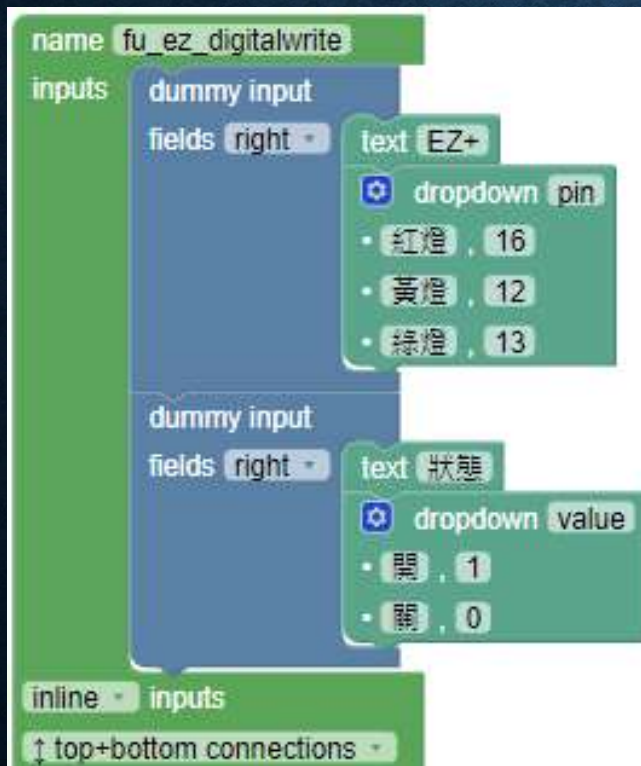 name fu_ez_digitalwrite
inputs dummy input
fields right text EZ+
dropdown pin
紅燈 , 16
黃燈 , 12
綠燈 , 13
dummy input
fields right text 狀態
dropdown value
開 , 1
關 , 0
inline inputs
↕ top+bottom connections